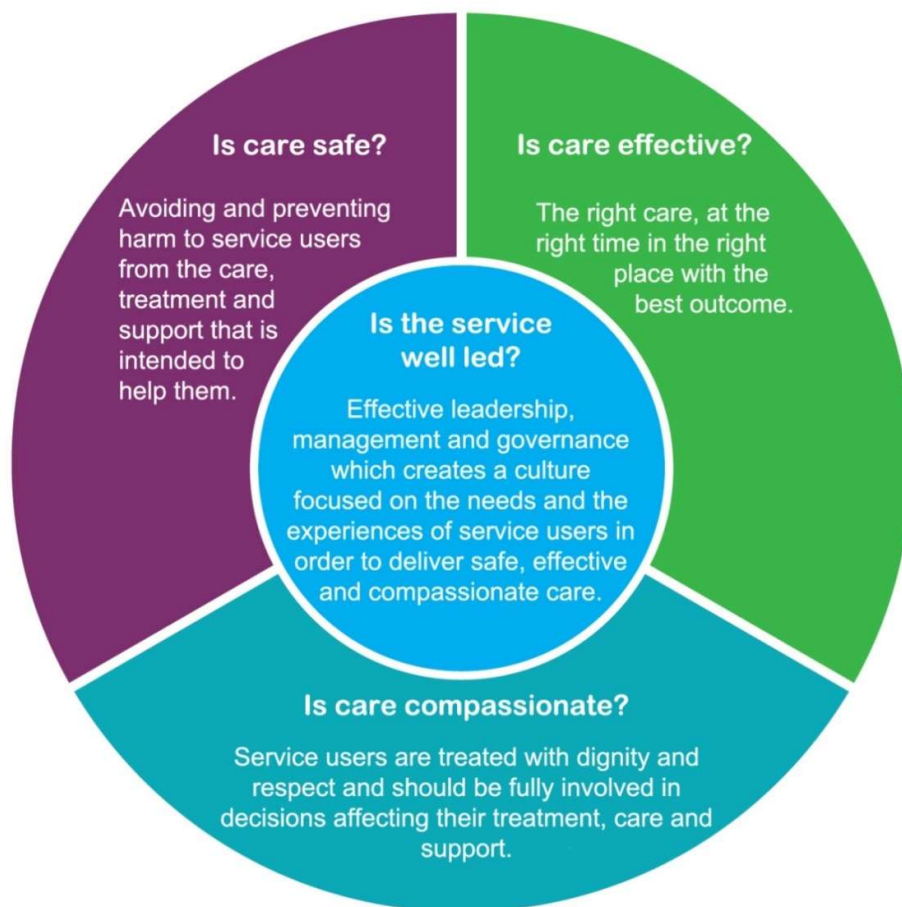 Is care safe?
Avoiding and preventing
harm to service users
from the care,
treatment and
support that is
intended to
help them.
Is care effective?
The right care, at the
right time in the right
place with the
best outcome.
Is the service
well led?
Effective leadership,
management and governance
which creates a culture
focused on the needs and the
experiences of service users in
order to deliver safe, effective
and compassionate care.
Is care compassionate?
Service users are treated with dignity and
respect and should be fully involved in
decisions affecting their treatment, care and
support.